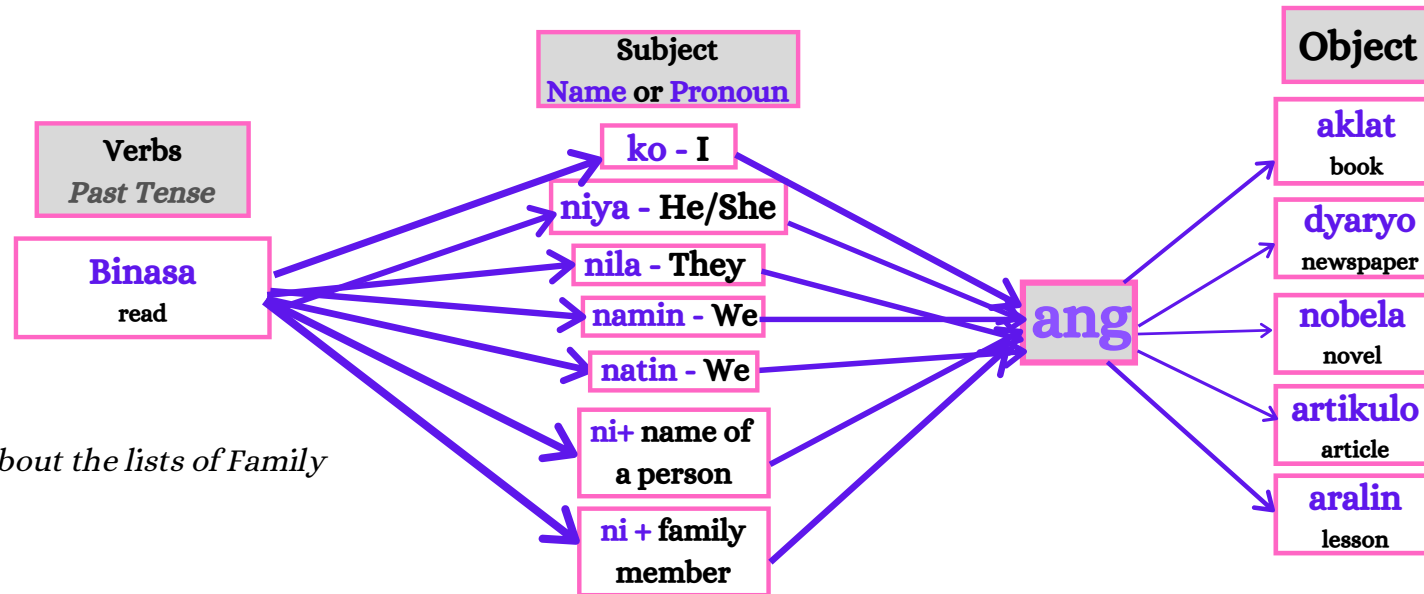 Verbs
Past Tense
Binasa
read
Subject
Name or Pronoun
ko - I
niya - He/She
nila - They
namin - We
natin - We
ni+ name of
a person
ni + family
member
ang
Object
aklat
book
dyaryo
newspaper
nobela
novel
artikulo
article
aralin
lesson
bout the lists of Family